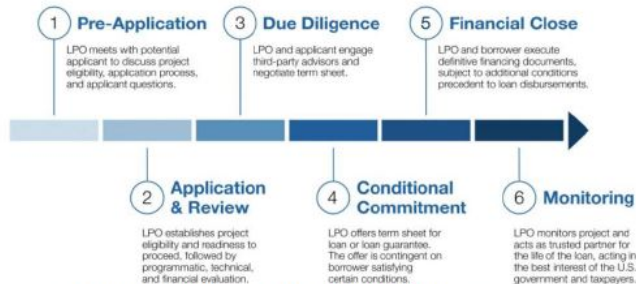 1 Pre-Application
LPO meets with potential
applicant to discuss project
eligibility, application process,
and applicant questions.
3 Due Diligence
LPO and applicant engage
third-party advisors and
negotiate term sheet.
5 Financial Close
LPO and borrower execute
definitive financing documents,
subject to additional conditions
precedent to loan disbursements.
2 Application
& Review
LPO establishes project
eligibility and readiness to
proceed, followed by
programmatic, technical,
and financial evaluation.
4 Conditional
Commitment
LPO offers term sheet for
loan or loan guarantee.
The offer is contingent on
borrower satisfying
certain conditions.
6 Monitoring
LPO monitors project and
acts as trusted partner for
the life of the loan, acting in
the best interest of the U.S.
government and taxpayers.